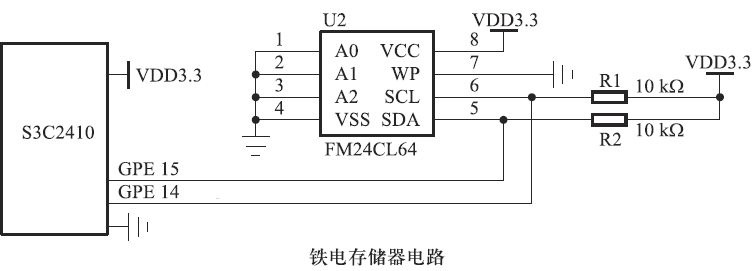 U2
VDD3.3
1 A0 VCC 8
2 A1 WP 7
3 A2 SCL 6
4 VSS SDA 5
FM24CL64
VDD3.3
S3C2410
R1 10 kΩ
R2 10 kΩ
VDD3.3
GPE 15
GPE 14
铁电存储器电路